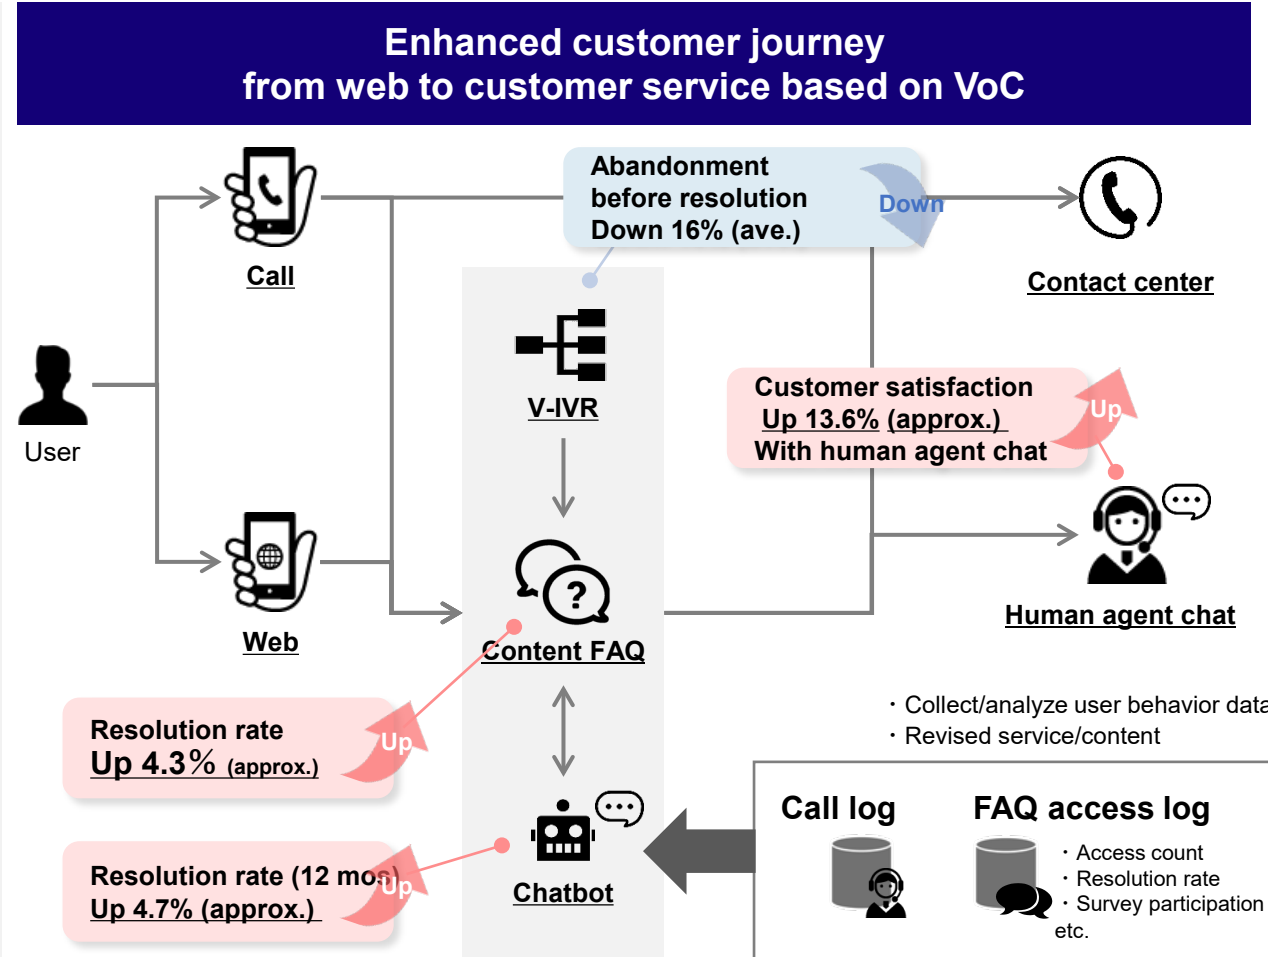 Enhanced customer journey
from web to customer service based on VoC
Abandonment
before resolution
Down 16% (ave.)
Down
Call
Contact center
V-IVR
User
Customer satisfaction
Up 13.6% (approx.)
With human agent chat
Up
Web
?
Content FAQ
Human agent chat
Resolution rate
Up 4.3% (approx.)
Up
・Collect/analyze user behavior data
・Revised service/content
Resolution rate (12 mos)
Up 4.7% (approx.)
Up
Chatbot
Call log
FAQ access log
・Access count
・Resolution rate
・Survey participation
etc.